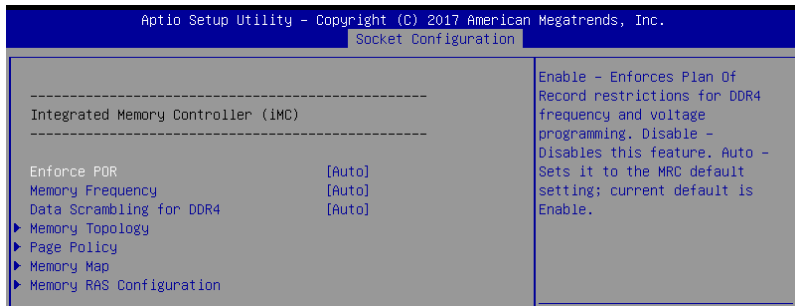 Aptio Setup Utility – Copyright (C) 2017 American Megatrends, Inc.
Socket Configuration
------------------------------------------------
Integrated Memory Controller (iMC)
------------------------------------------------
Enforce POR [Auto]
Memory Frequency [Auto]
Data Scrambling for DDR4 [Auto]
Memory Topology
Page Policy
Memory Map
Memory RAS Configuration
Enable – Enforces Plan Of
Record restrictions for DDR4
frequency and voltage
programming. Disable –
Disables this feature. Auto –
Sets it to the MRC default
setting; current default is
Enable.